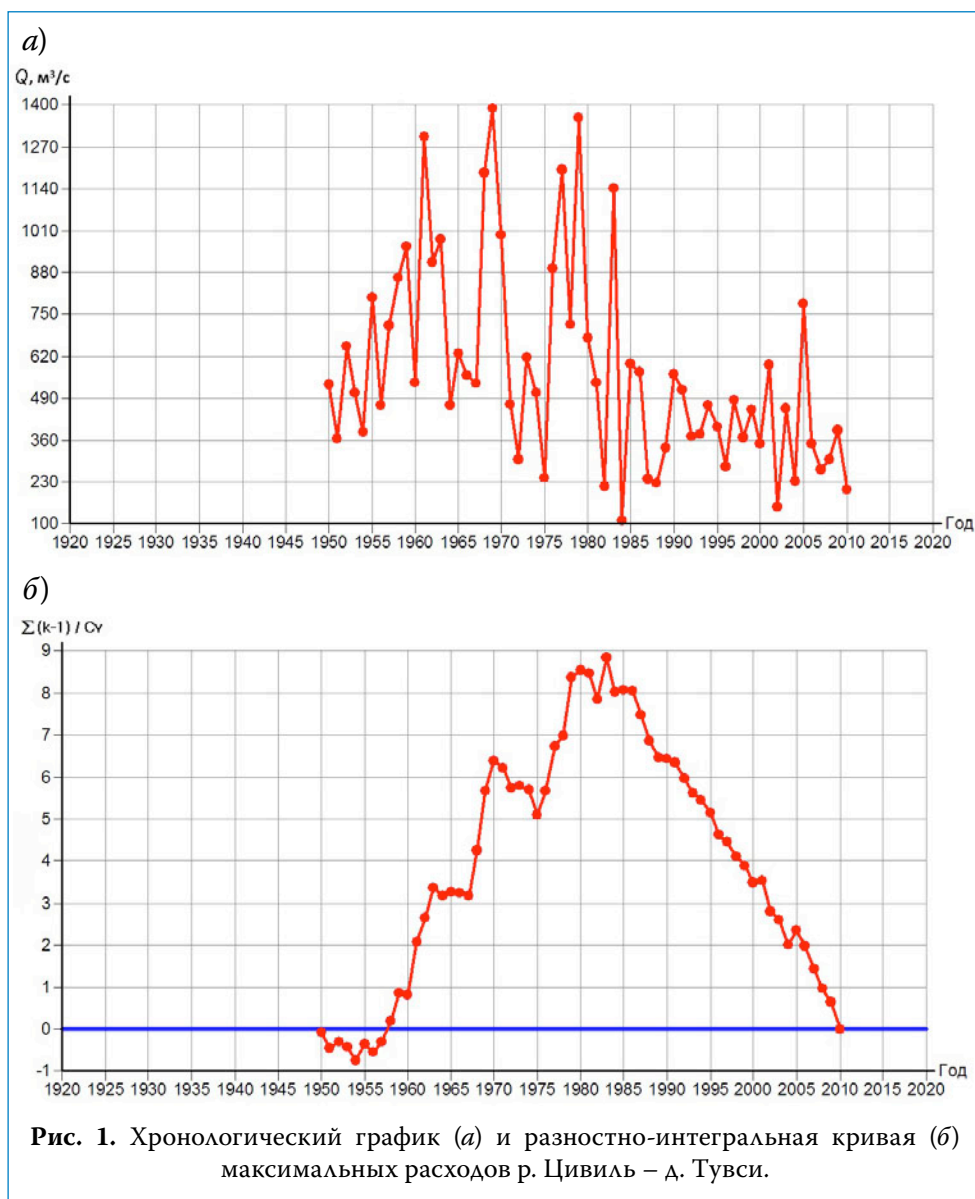 а)
Q, м³/с
1400
1270
1140
1010
880
750
620
490
360
230
100
1920 1925 1930 1935 1940 1945 1950 1955 1960 1965 1970 1975 1980 1985 1990 1995 2000 2005 2010 2015 2020
Год
б)
Σ(k-1) / Cv
9
8
7
6
5
4
3
2
1
0
-1
1920 1925 1930 1935 1940 1945 1950 1955 1960 1965 1970 1975 1980 1985 1990 1995 2000 2005 2010 2015 2020
Год
Рис. 1. Хронологический график (а) и разностно-интегральная кривая (б)
максимальных расходов р. Цивиль – д. Тувси.